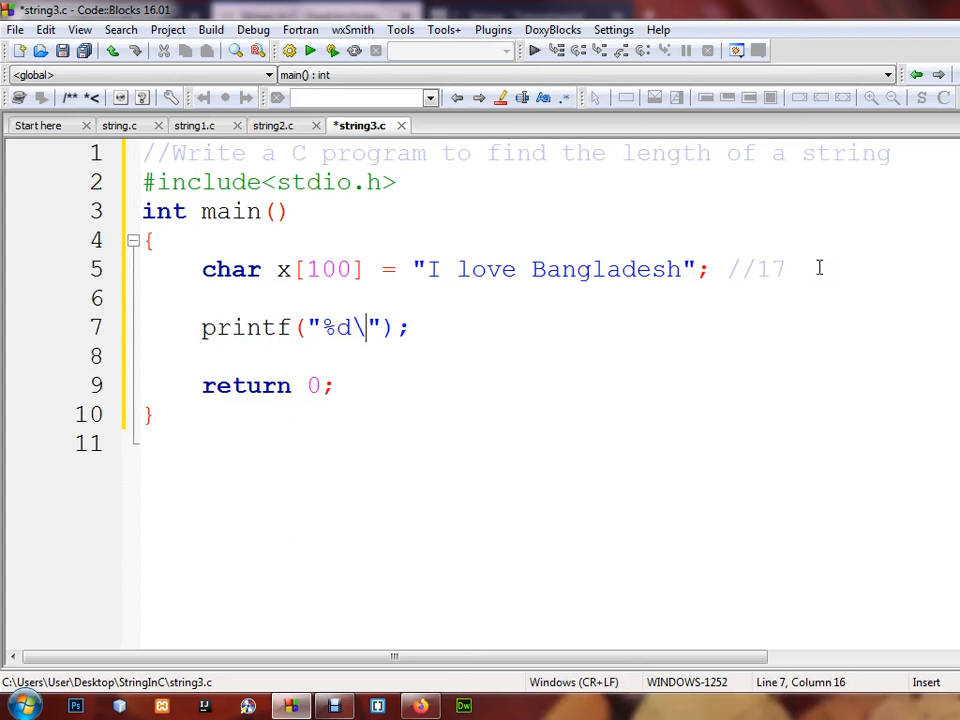 *string3.c - Code::Blocks 16.01
File Edit View Search Project Build Debug Fortran wxSmith Tools Tools+ Plugins DoxyBlocks Settings Help
<global> main() : int
/** *<
Start here string.c string1.c string2.c *string3.c
1 //Write a C program to find the length of a string
2 #include<stdio.h>
3 int main()
4 {
5 char x[100] = "I love Bangladesh"; //17
6
7 printf("%d\");
8
9 return 0;
10 }
11
C:\Users\User\Desktop\StringInC\string3.c Windows (CR+LF) WINDOWS-1252 Line 7, Column 16 Insert
Ps IJ Dw